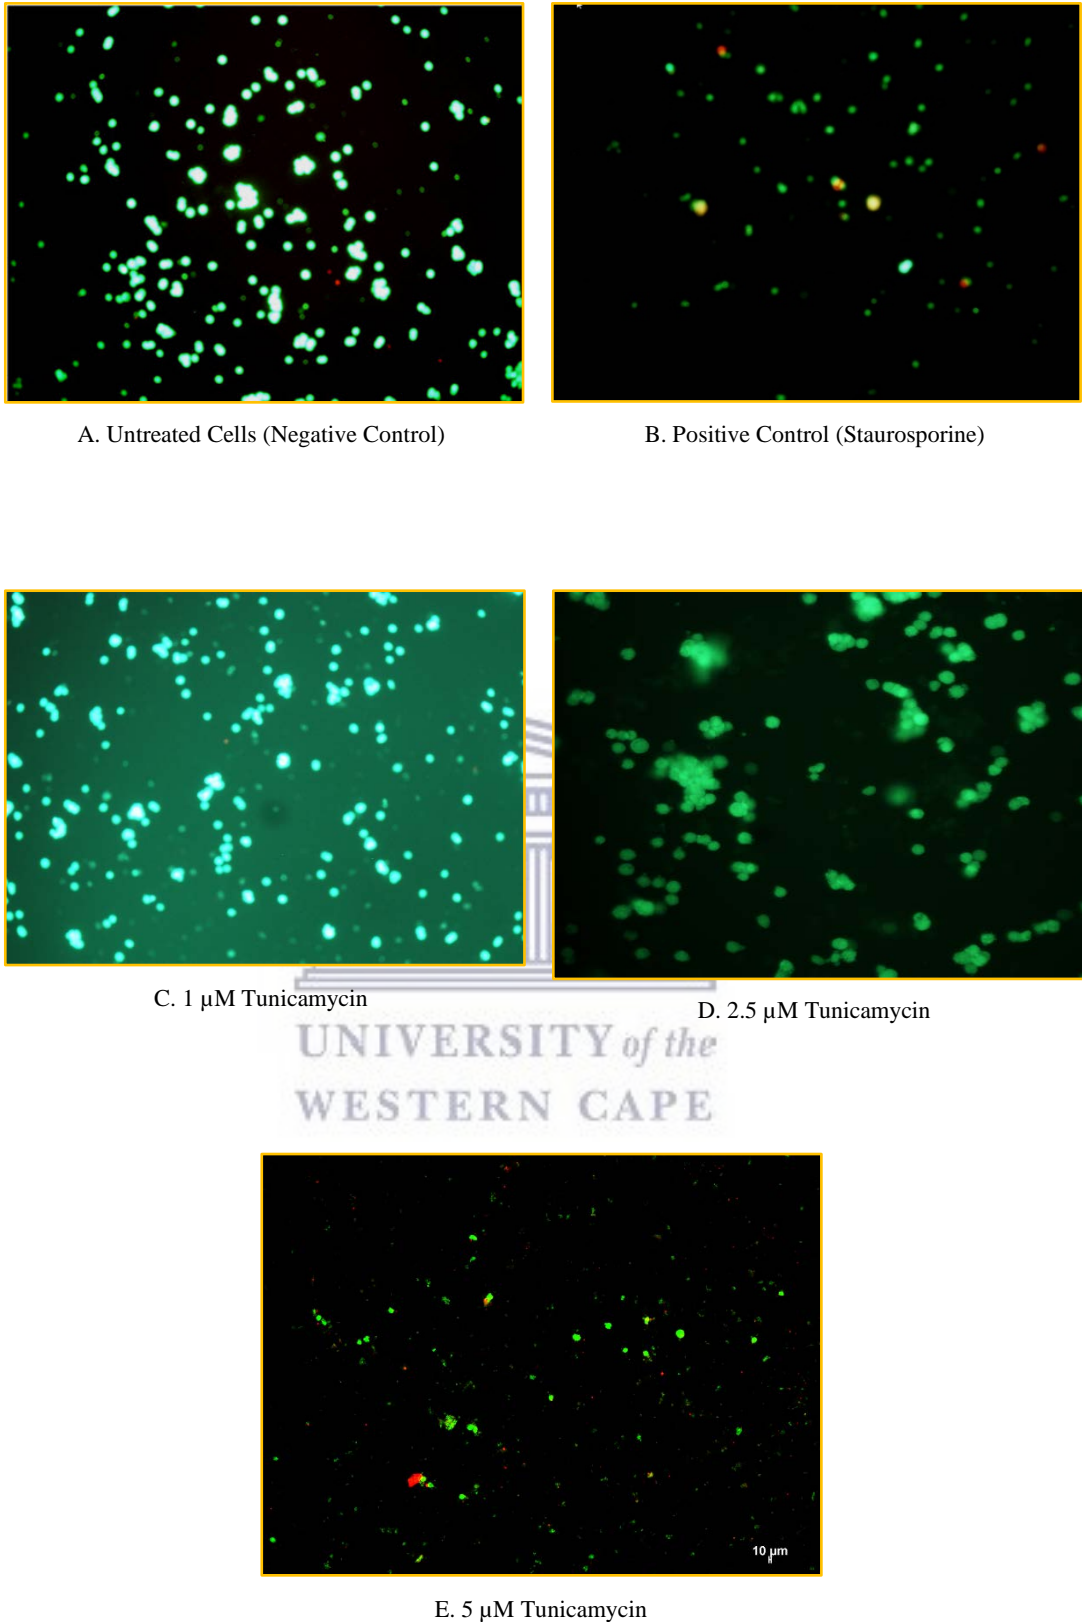 A. Untreated Cells (Negative Control)
B. Positive Control (Staurosporine)
C. 1 µM Tunicamycin
D. 2.5 µM Tunicamycin
UNIVERSITY of the
WESTERN CAPE
10 µm
E. 5 µM Tunicamycin